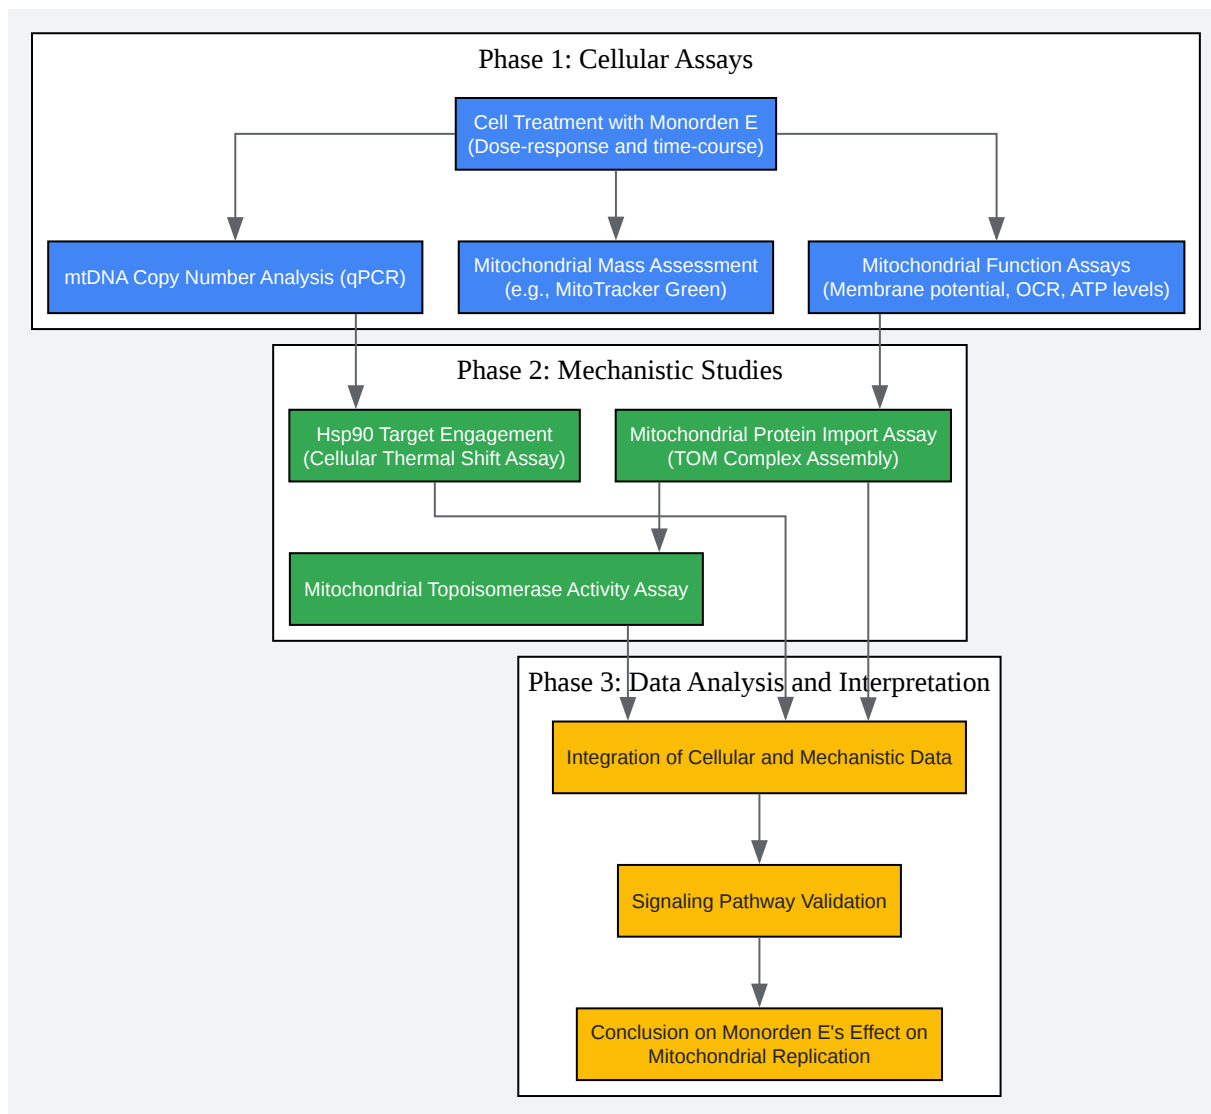 Phase 1: Cellular Assays
Cell Treatment with Monorden E
(Dose-response and time-course)
mtDNA Copy Number Analysis (qPCR)
Mitochondrial Mass Assessment
(e.g., MitoTracker Green)
Mitochondrial Function Assays
(Membrane potential, OCR, ATP levels)
Phase 2: Mechanistic Studies
Hsp90 Target Engagement
(Cellular Thermal Shift Assay)
Mitochondrial Protein Import Assay
(TOM Complex Assembly)
Mitochondrial Topoisomerase Activity Assay
Phase 3: Data Analysis and Interpretation
Integration of Cellular and Mechanistic Data
Signaling Pathway Validation
Conclusion on Monorden E's Effect on
Mitochondrial Replication